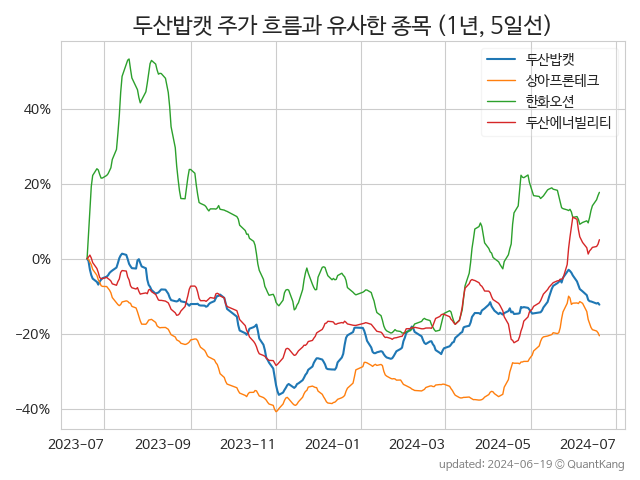 두산밥캣 주가 흐름과 유사한 종목 (1년, 5일선)
두산밥캣
상아프론테크
한화오션
두산에너빌리티
40%
20%
0%
−20%
−40%
2023-07 2023-09 2023-11 2024-01 2024-03 2024-05 2024-07
updated: 2024-06-19 ⓒ QuantKang